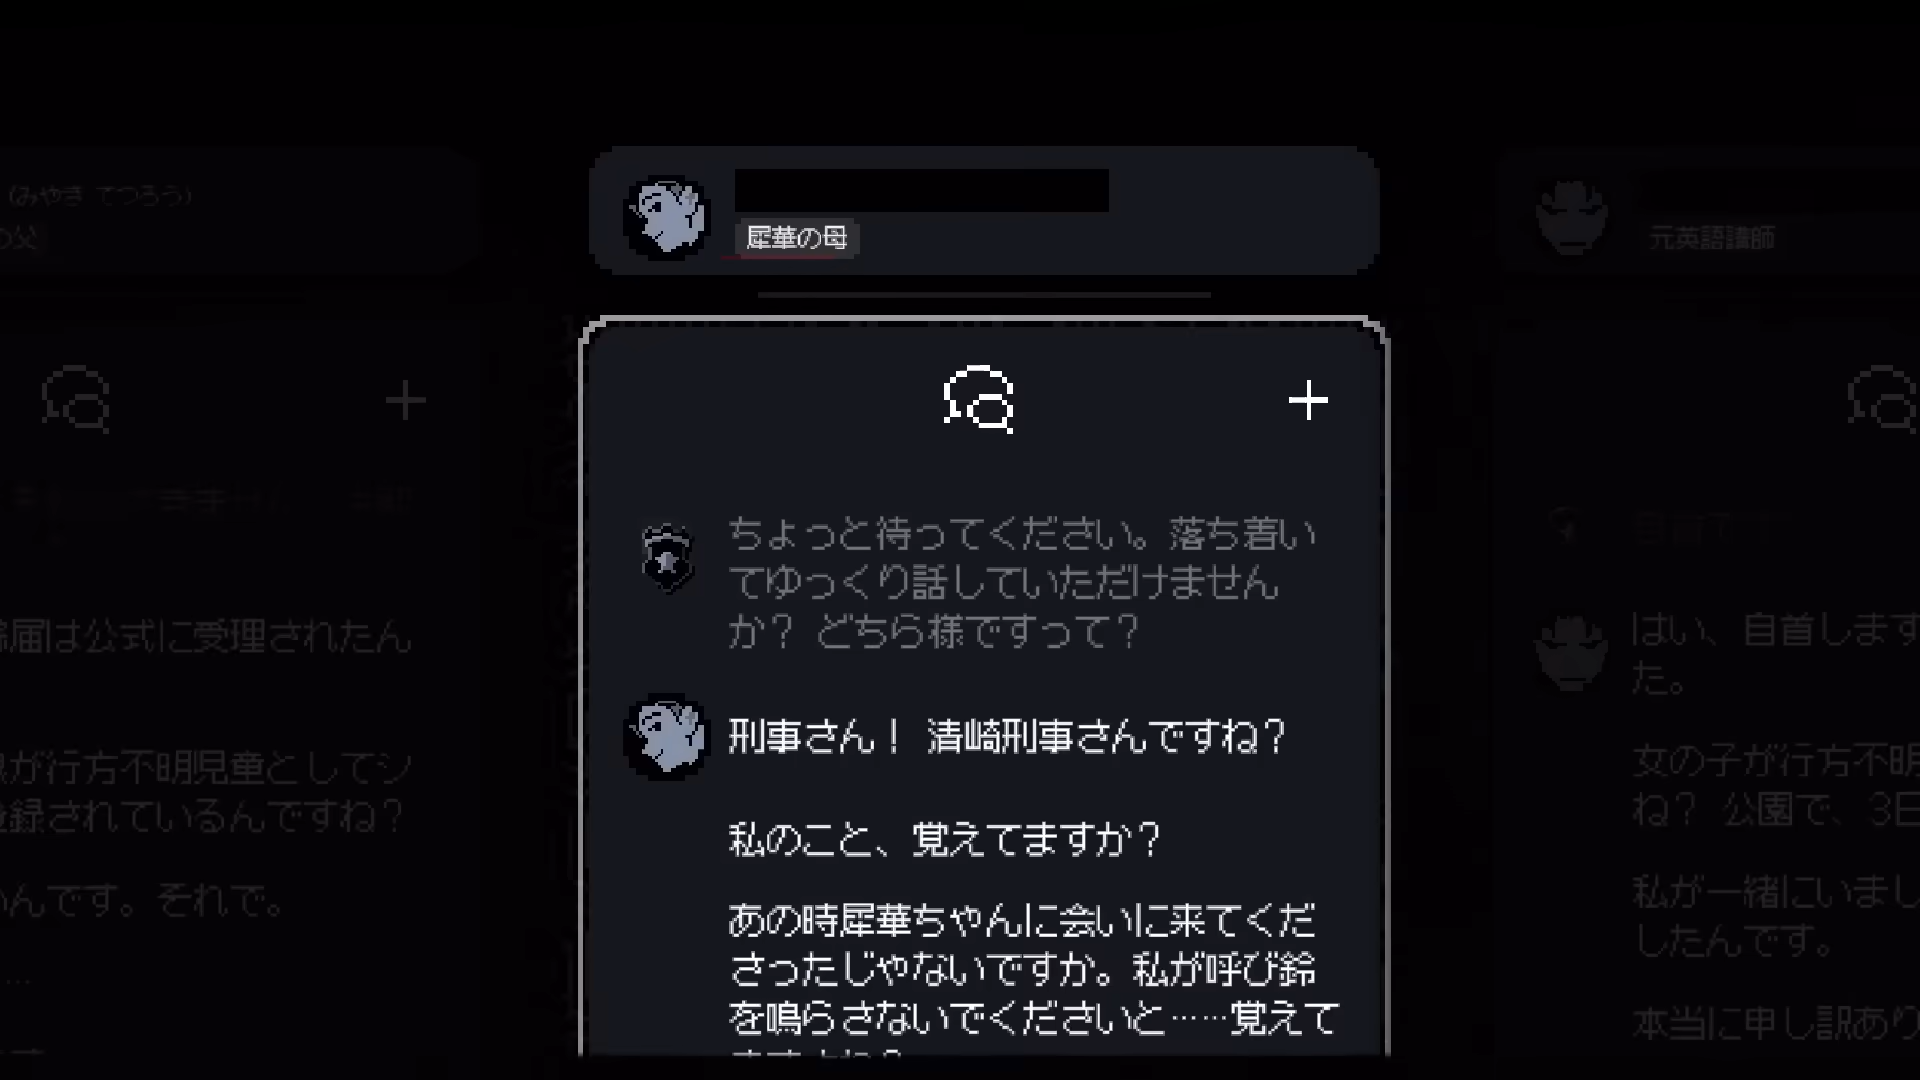 (みやき てつろう)
の父
届は公式に受理されたん
が行方不明児童としてシ
録されているんですね？
んです。それで。
…
犀華の母
ちょっと待ってください。落ち着い
てゆっくり話していただけません
か？ どちら様ですって？
刑事さん！ 清崎刑事さんですね？
私のこと、覚えてますか？
あの時犀華ちゃんに会いに来てくだ
さったじゃないですか。私が呼び鈴
を鳴らさないでくださいと……覚えて
元英語講師
はい、自首します
た。
女の子が行方不明
ね？ 公園で、3日
私が一緒にいまし
したんです。
本当に申し訳あり